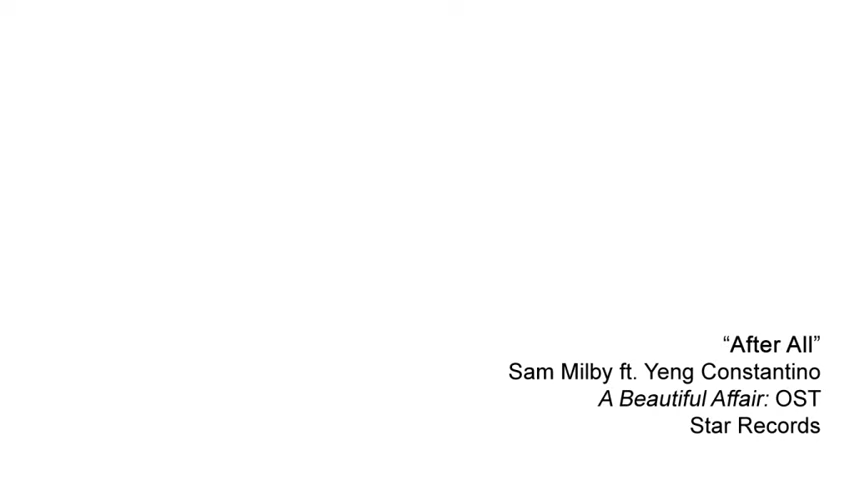 “After All”
Sam Milby ft. Yeng Constantino
A Beautiful Affair: OST
Star Records